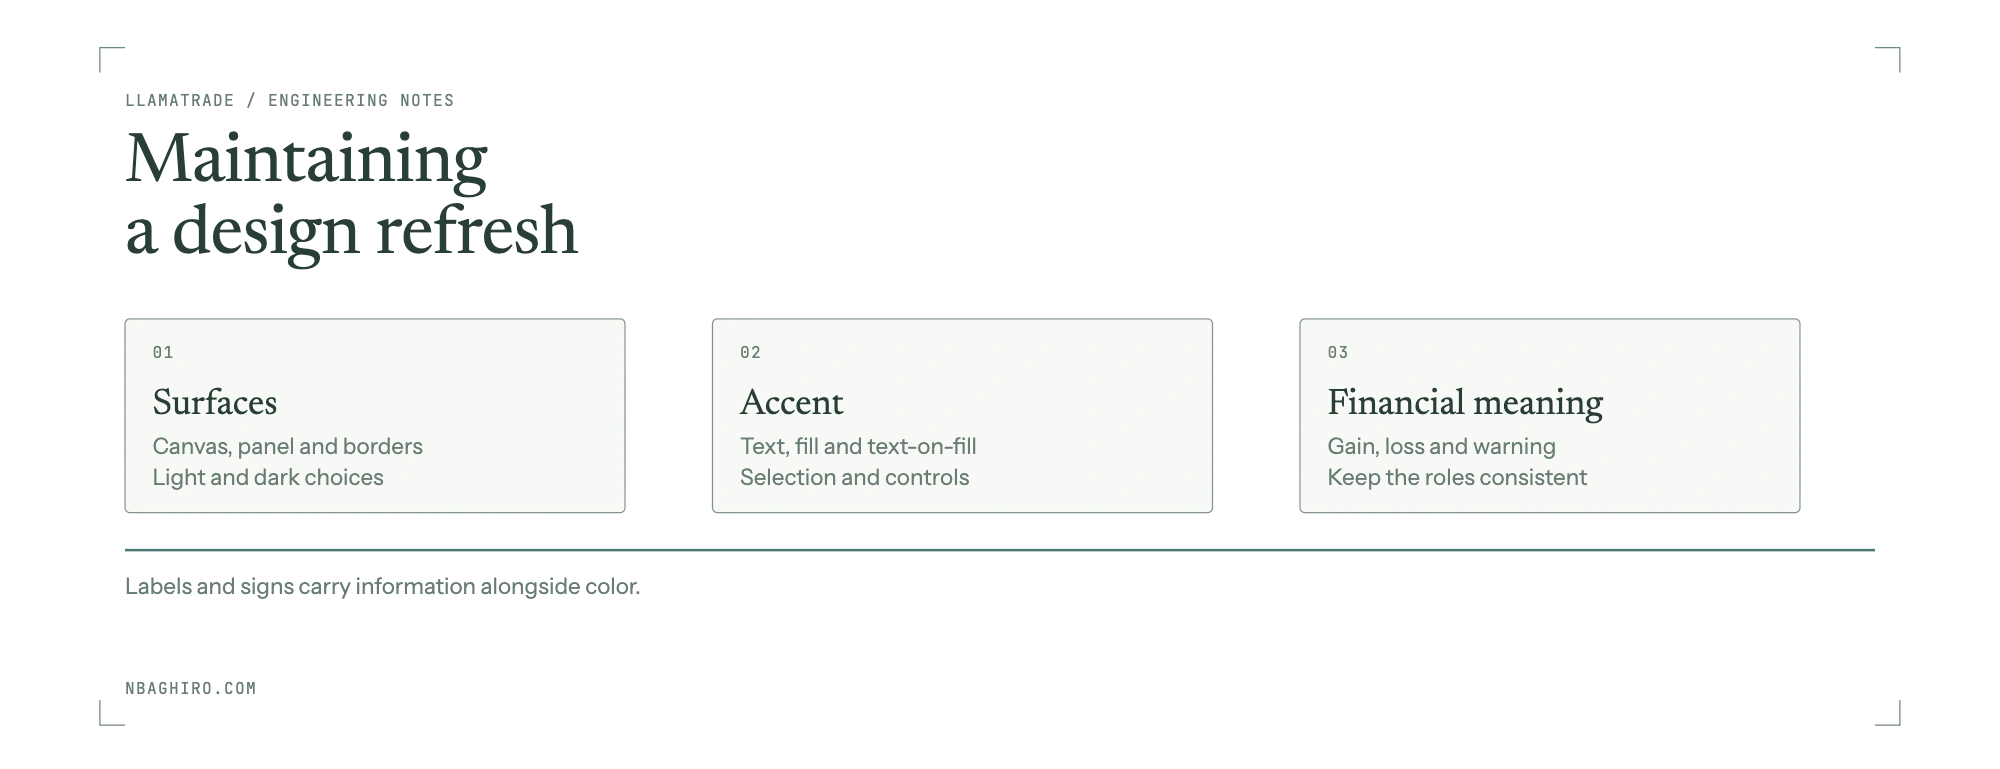 LLAMATRADE / ENGINEERING NOTES
Maintaining
a design refresh
01
Surfaces
Canvas, panel and borders
Light and dark choices
02
Accent
Text, fill and text-on-fill
Selection and controls
03
Financial meaning
Gain, loss and warning
Keep the roles consistent
Labels and signs carry information alongside color.
NBAGHIRO.COM